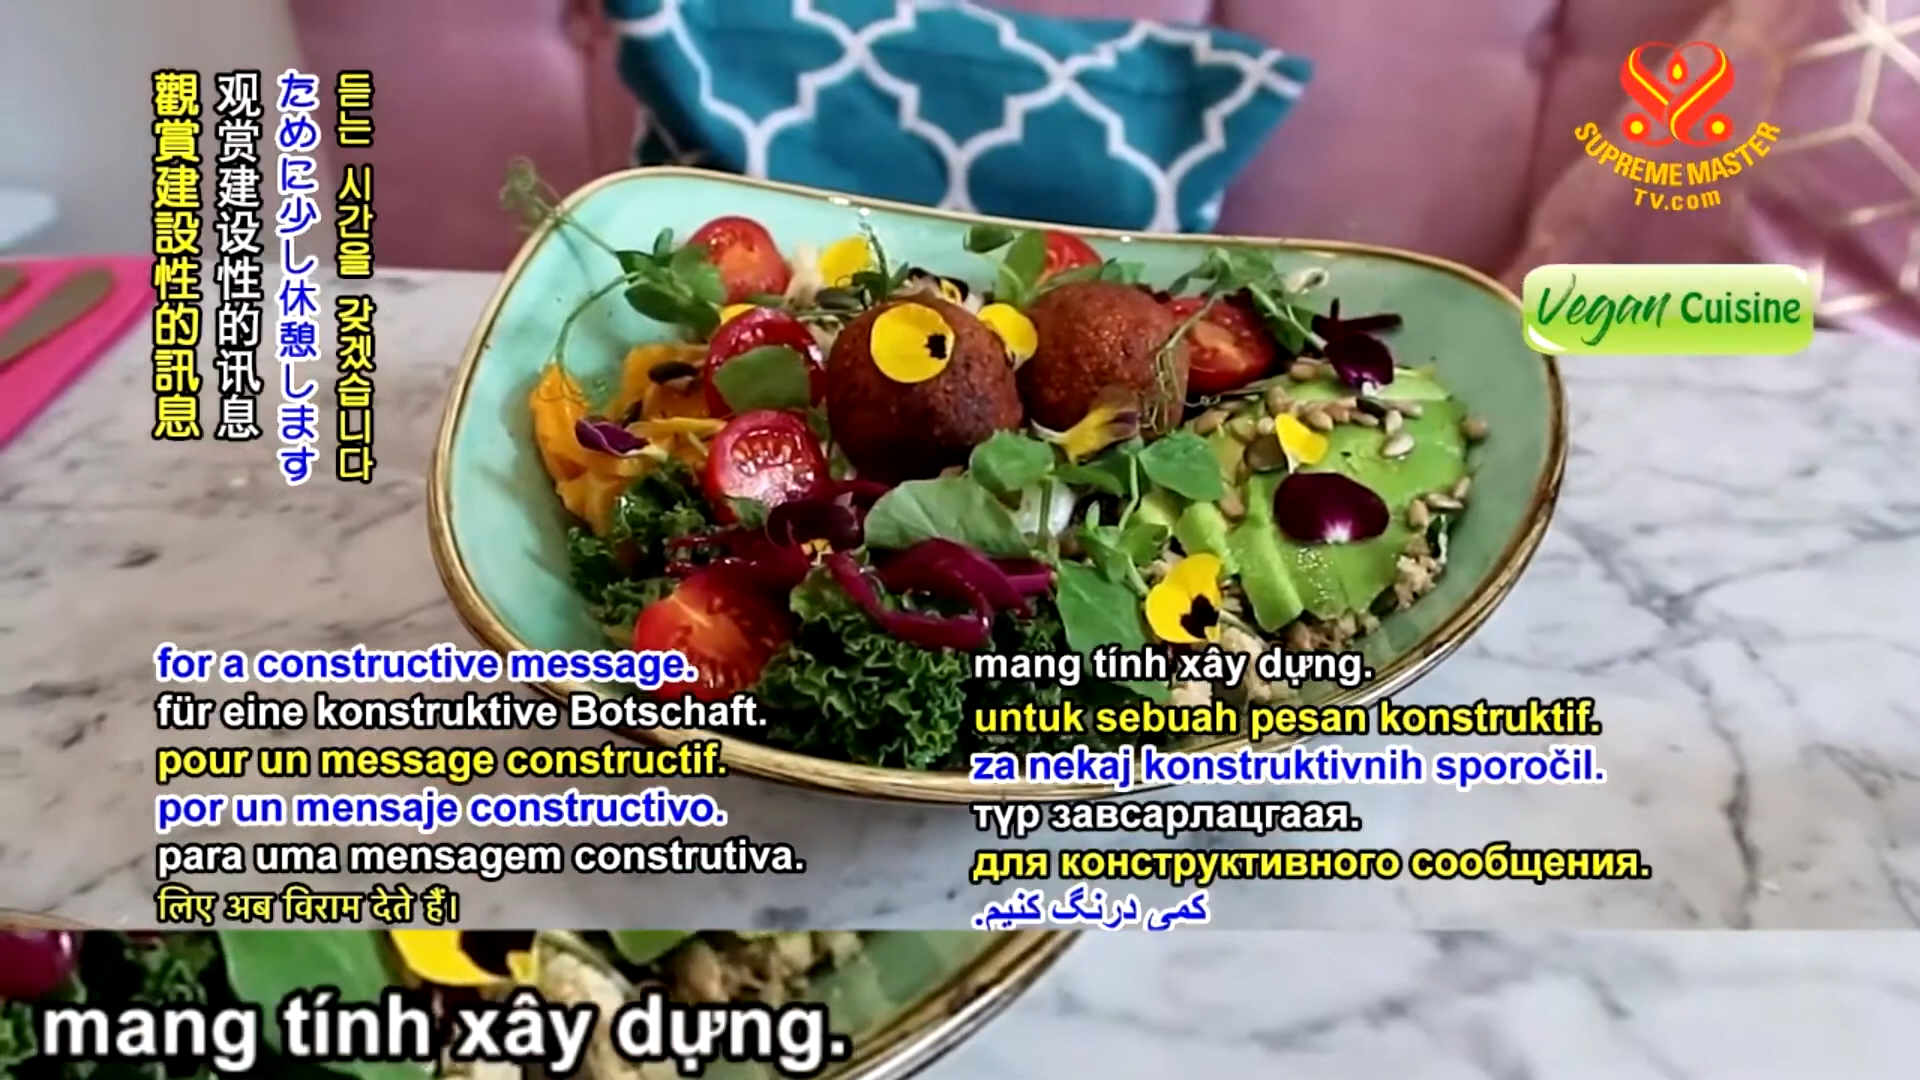 觀賞建設性的訊息
观赏建设性的讯息
ために少し休憩します
듣는 시간을 갖겠습니다
SUPREME MASTER
TV.com
Vegan Cuisine
for a constructive message.
für eine konstruktive Botschaft.
pour un message constructif.
por un mensaje constructivo.
para uma mensagem construtiva.
लिए अब विराम देते हैं।
mang tính xây dựng.
untuk sebuah pesan konstruktif.
za nekaj konstruktivnih sporočil.
түр завсарлацгаая.
для конструктивного сообщения.
کمی درنگ کنیم.
mang tính xây dựng.